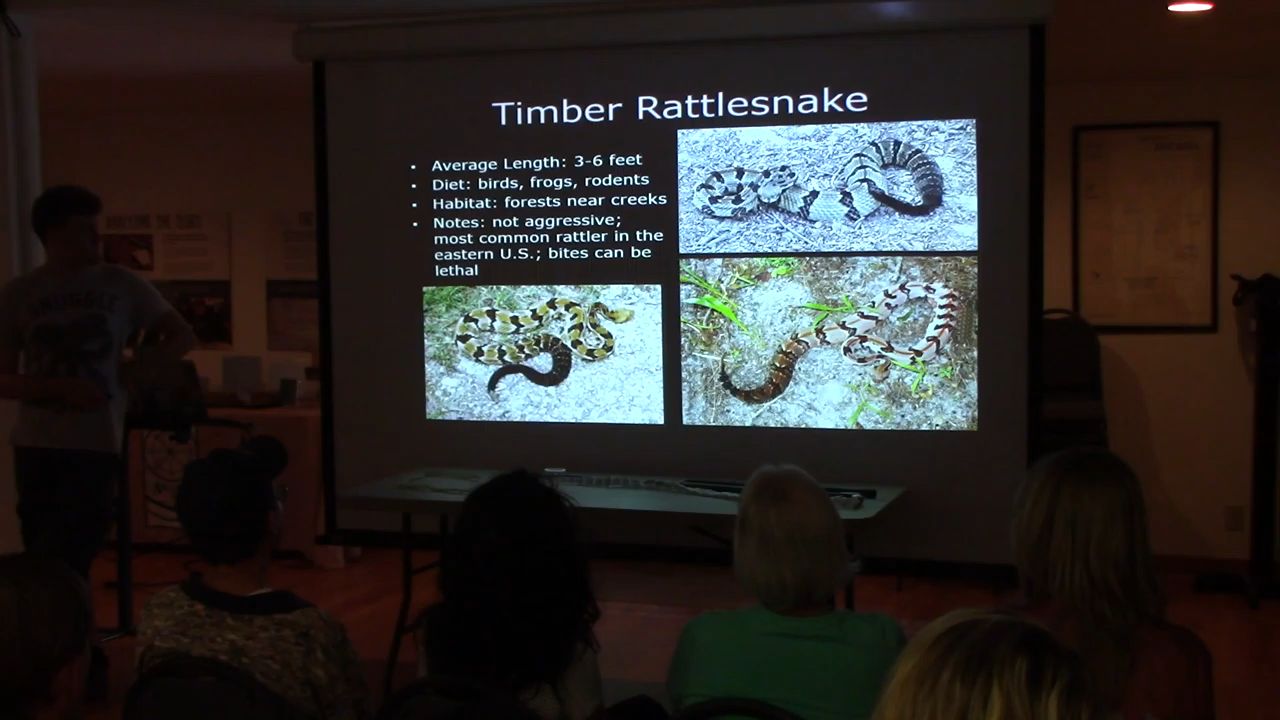 Timber Rattlesnake
▪ Average Length: 3-6 feet
▪ Diet: birds, frogs, rodents
▪ Habitat: forests near creeks
▪ Notes: not aggressive;
most common rattler in the
eastern U.S.; bites can be
lethal
SNUGGLE